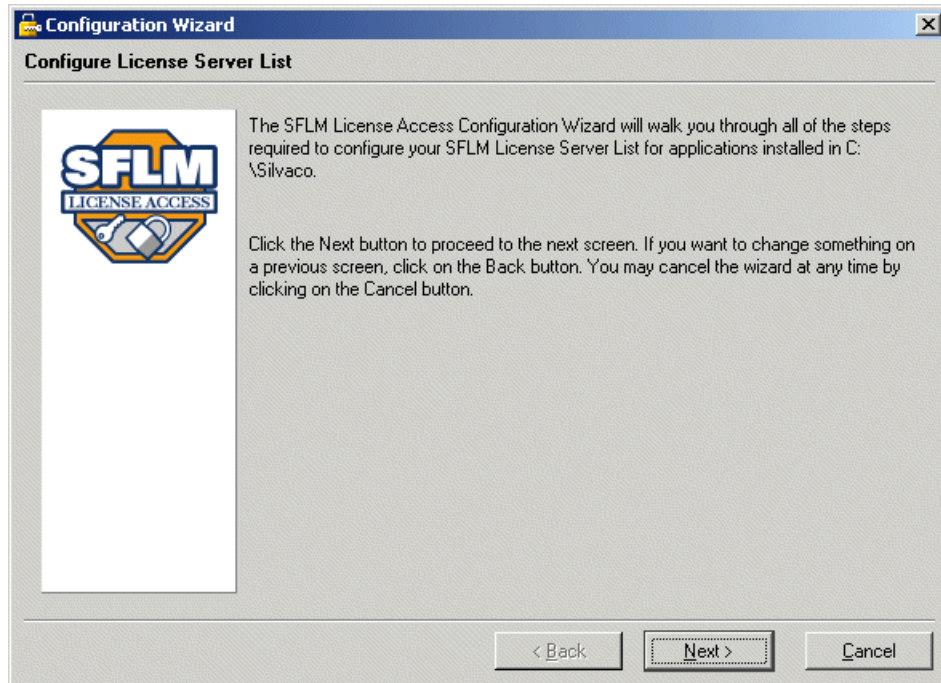 Configuration Wizard
Configure License Server List
SFLM
LICENSE ACCESS
The SFLM License Access Configuration Wizard will walk you through all of the steps
required to configure your SFLM License Server List for applications installed in C:
\Silvaco.
Click the Next button to proceed to the next screen. If you want to change something on
a previous screen, click on the Back button. You may cancel the wizard at any time by
clicking on the Cancel button.
< Back
Next >
Cancel